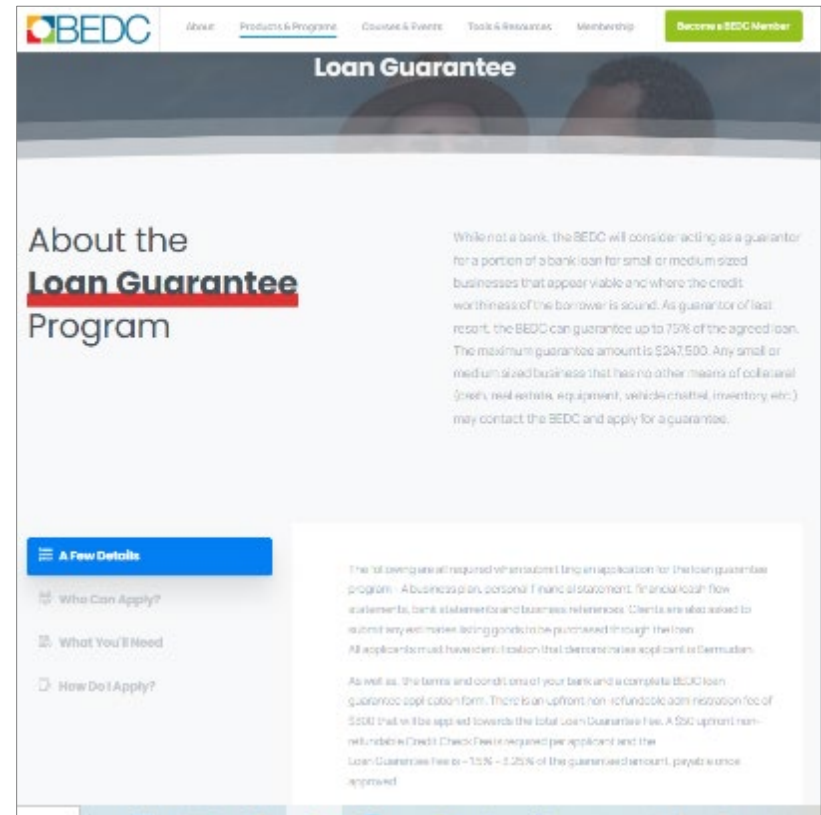 BEDC
About Products & Programs Courses & Events Tools & Resources Membership Become a BEDC Member
Loan Guarantee
About the
Loan Guarantee
Program
While not a bank, the BEDC will consider acting as a guarantor
for a portion of a bank loan for small or medium sized
businesses that appear viable and where the credit
worthiness of the borrower is sound. As guarantor of last
resort, the BEDC can guarantee up to 75% of the agreed loan.
The maximum guarantee amount is $247,500. Any small or
medium sized business that has no other means of collateral
(cash, real estate, equipment, vehicle chattel, inventory, etc.)
may contact the BEDC and apply for a guarantee.
A Few Details
Who Can Apply?
What You'll Need
How Do I Apply?
The following are all required when submitting an application for the loan guarantee
program - A business plan, personal financial statement, financial/cash flow
statements, bank statements and business references. Clients are also asked to
submit any estimates listing goods to be purchased through the loan.
All applicants must have identification that demonstrates applicant is Bermudian.
As well as, the terms and conditions of your bank and a complete BEDC loan
guarantee application form. There is an upfront non-refundable administration fee of
that will be applied towards the total Loan Guarantee Fee. A $50 upfront non-
refundable Credit Check Fee is required per applicant and the
Loan Guarantee Fee is - 1.5% - 3.25% of the guaranteed amount, payable once
approved